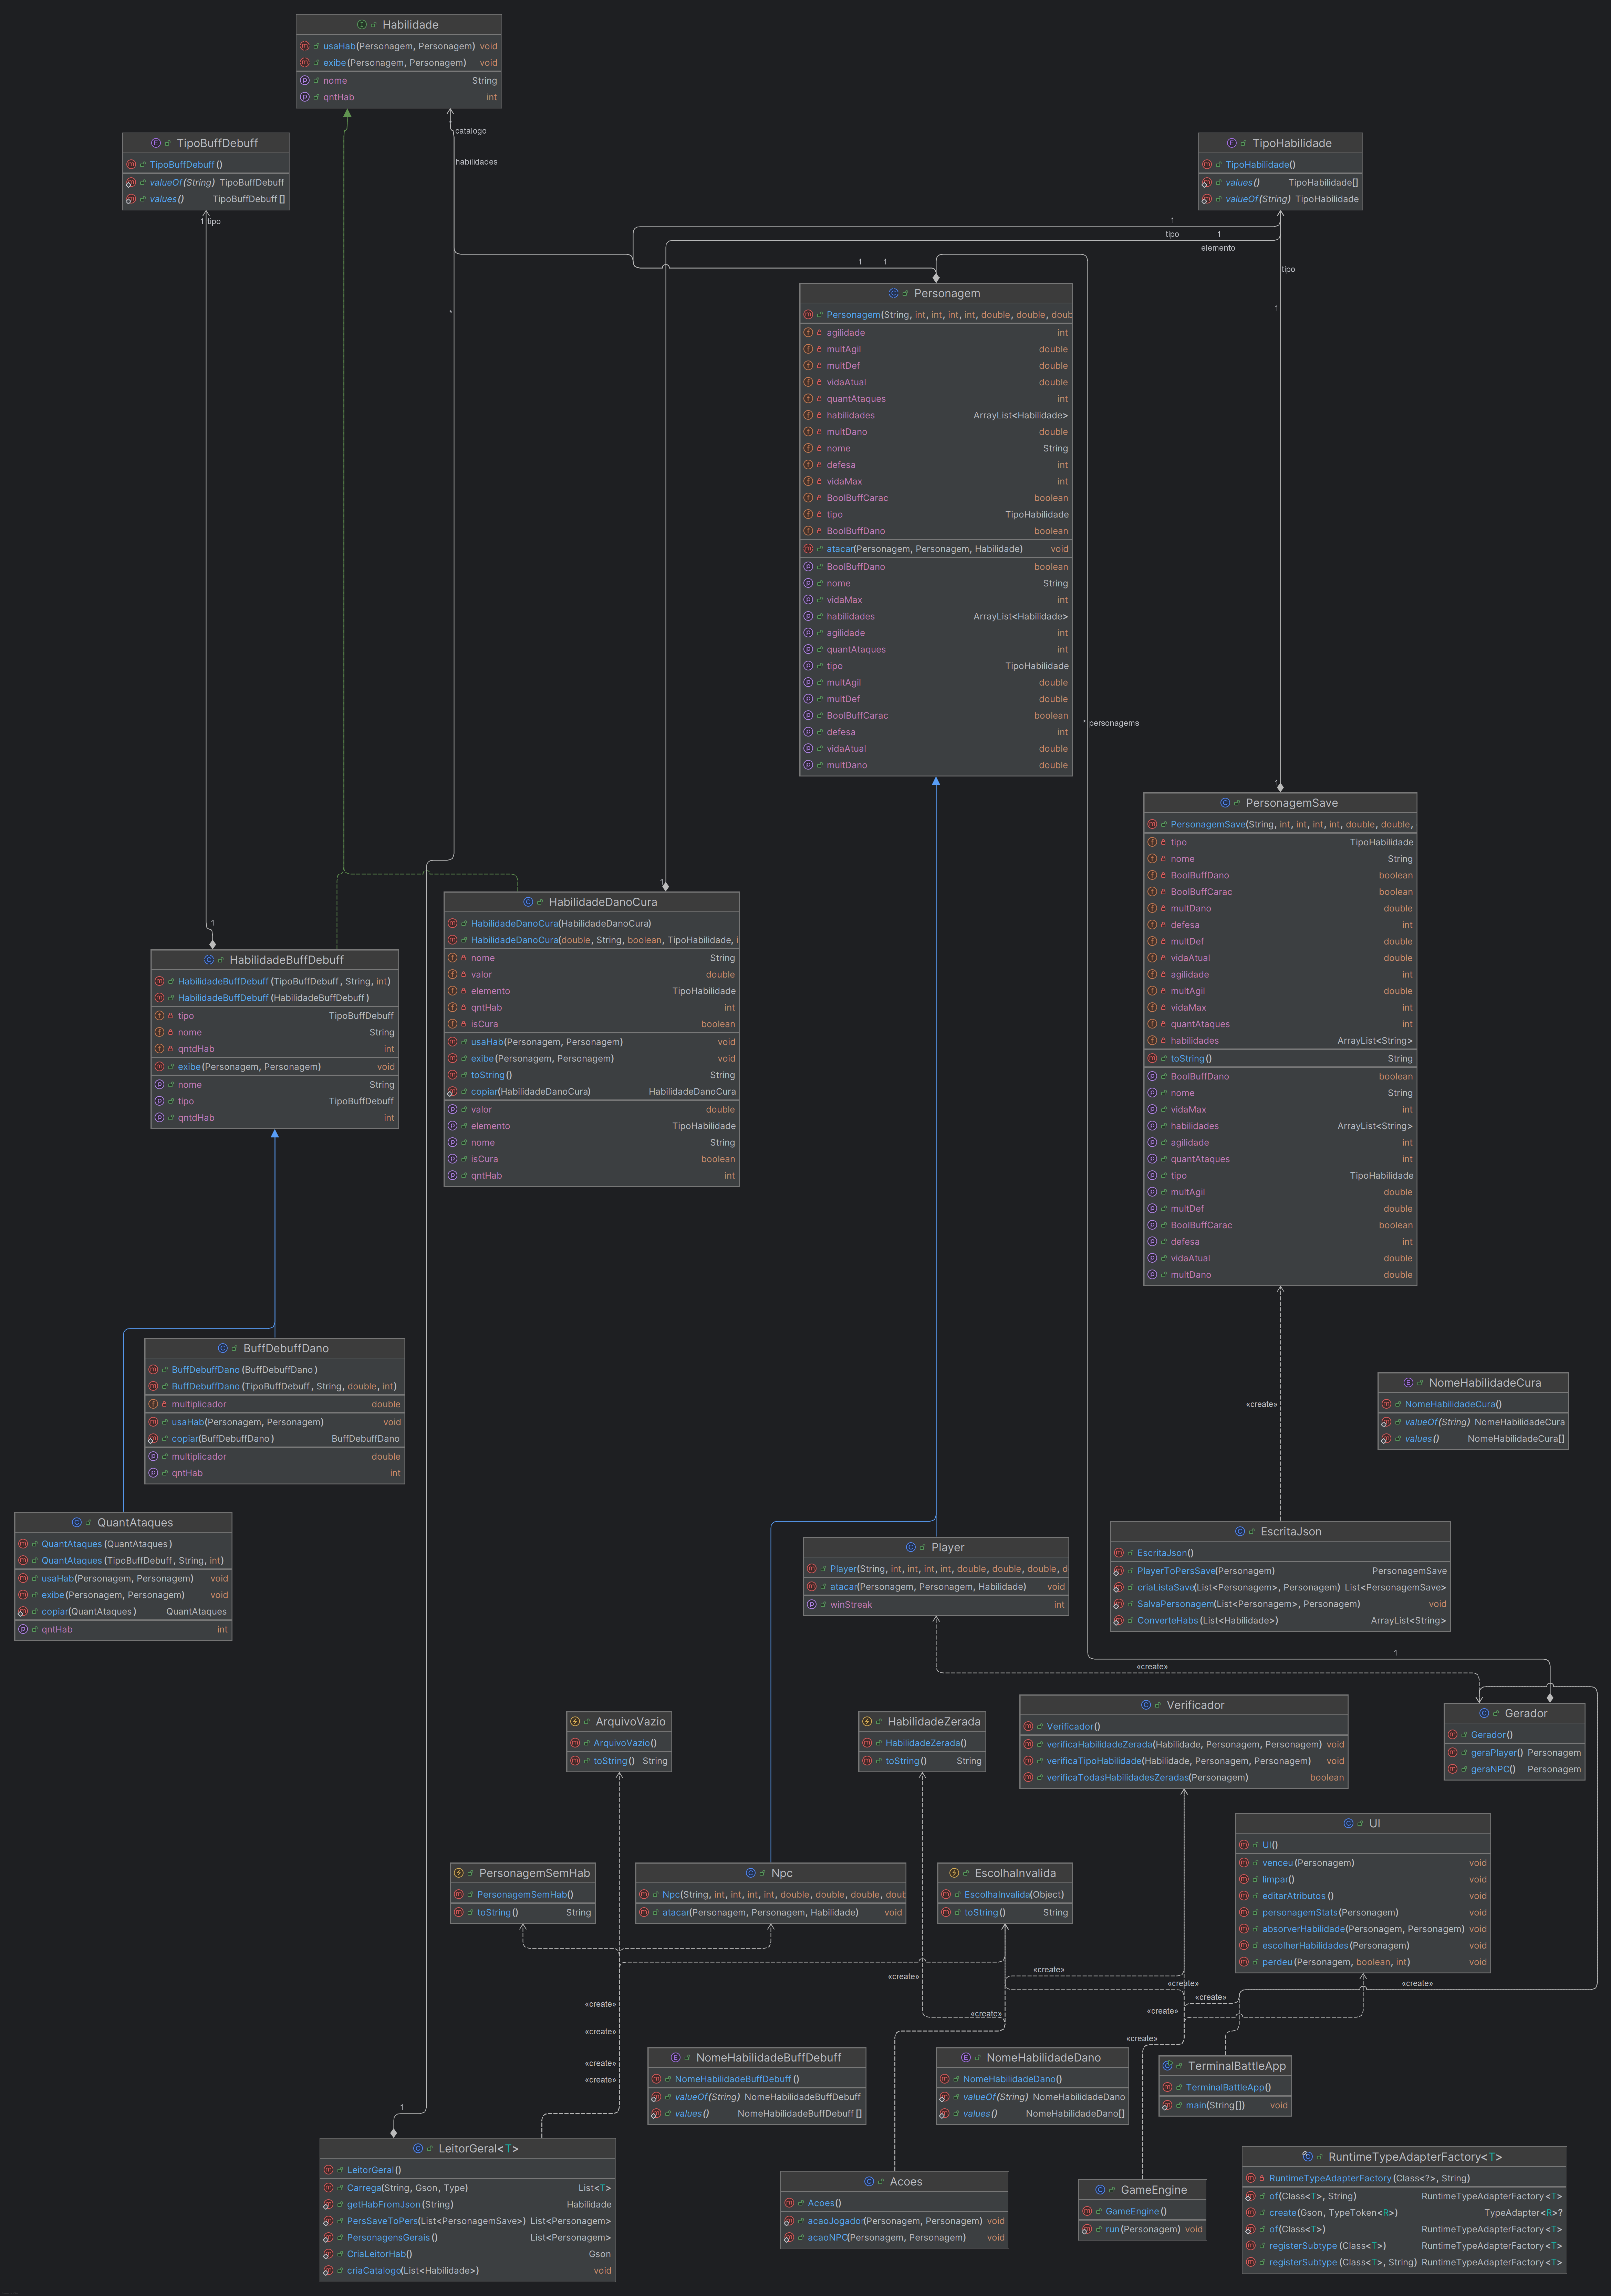 Habilidade
usaHab(Personagem, Personagem) void
exibe(Personagem, Personagem) void
nome String
qntHab int
*
catalogo
habilidades
TipoBuffDebuff
TipoBuffDebuff()
valueOf(String) TipoBuffDebuff
values() TipoBuffDebuff[]
1 tipo
TipoHabilidade
TipoHabilidade()
values() TipoHabilidade[]
valueOf(String) TipoHabilidade
1
tipo 1
elemento
1 1
tipo
1
*
Personagem
Personagem(String, int, int, int, int, double, double, doub
agilidade int
multAgil double
multDef double
vidaAtual double
quantAtaques int
habilidades ArrayList<Habilidade>
multDano double
nome String
defesa int
vidaMax int
BoolBuffCarac boolean
tipo TipoHabilidade
BoolBuffDano boolean
atacar(Personagem, Personagem, Habilidade) void
BoolBuffDano boolean
nome String
vidaMax int
habilidades ArrayList<Habilidade>
agilidade int
quantAtaques int
tipo TipoHabilidade
multAgil double
multDef double
BoolBuffCarac boolean
defesa int
vidaAtual double
multDano double
* personagems
1
PersonagemSave
PersonagemSave(String, int, int, int, int, double, double,
tipo TipoHabilidade
nome String
BoolBuffDano boolean
BoolBuffCarac boolean
multDano double
defesa int
multDef double
vidaAtual double
agilidade int
multAgil double
vidaMax int
quantAtaques int
habilidades ArrayList<String>
toString() String
BoolBuffDano boolean
nome String
vidaMax int
habilidades ArrayList<String>
agilidade int
quantAtaques int
tipo TipoHabilidade
multAgil double
multDef double
BoolBuffCarac boolean
defesa int
vidaAtual double
multDano double
1
HabilidadeDanoCura
HabilidadeDanoCura(HabilidadeDanoCura)
HabilidadeDanoCura(double, String, boolean, TipoHabilidade, i
nome String
valor double
elemento TipoHabilidade
qntHab int
isCura boolean
usaHab(Personagem, Personagem) void
exibe(Personagem, Personagem) void
toString() String
copiar(HabilidadeDanoCura) HabilidadeDanoCura
valor double
elemento TipoHabilidade
nome String
isCura boolean
qntHab int
1
HabilidadeBuffDebuff
HabilidadeBuffDebuff(TipoBuffDebuff, String, int)
HabilidadeBuffDebuff(HabilidadeBuffDebuff)
tipo TipoBuffDebuff
nome String
qntdHab int
exibe(Personagem, Personagem) void
nome String
tipo TipoBuffDebuff
qntdHab int
BuffDebuffDano
BuffDebuffDano(BuffDebuffDano)
BuffDebuffDano(TipoBuffDebuff, String, double, int)
multiplicador double
usaHab(Personagem, Personagem) void
copiar(BuffDebuffDano) BuffDebuffDano
multiplicador double
qntHab int
«create»
NomeHabilidadeCura
NomeHabilidadeCura()
valueOf(String) NomeHabilidadeCura
values() NomeHabilidadeCura[]
QuantAtaques
QuantAtaques(QuantAtaques)
QuantAtaques(TipoBuffDebuff, String, int)
usaHab(Personagem, Personagem) void
exibe(Personagem, Personagem) void
copiar(QuantAtaques) QuantAtaques
qntHab int
Player
Player(String, int, int, int, int, double, double, double, d
atacar(Personagem, Personagem, Habilidade) void
winStreak int
EscritaJson
EscritaJson()
PlayerToPersSave(Personagem) PersonagemSave
criaListaSave(List<Personagem>, Personagem) List<PersonagemSave>
SalvaPersonagem(List<Personagem>, Personagem) void
ConverteHabs(List<Habilidade>) ArrayList<String>
1
«create»
ArquivoVazio
ArquivoVazio()
toString() String
HabilidadeZerada
HabilidadeZerada()
toString() String
Verificador
Verificador()
verificaHabilidadeZerada(Habilidade, Personagem, Personagem) void
verificaTipoHabilidade(Habilidade, Personagem, Personagem) void
verificaTodasHabilidadesZeradas(Personagem) boolean
Gerador
Gerador()
geraPlayer() Personagem
geraNPC() Personagem
UI
UI()
venceu(Personagem) void
limpar() void
editarAtributos() void
personagemStats(Personagem) void
absorverHabilidade(Personagem, Personagem) void
escolherHabilidades(Personagem) void
perdeu(Personagem, boolean, int) void
PersonagemSemHab
PersonagemSemHab()
toString() String
Npc
Npc(String, int, int, int, int, double, double, double, doub
atacar(Personagem, Personagem, Habilidade) void
EscolhaInvalida
EscolhaInvalida(Object)
toString() String
«create»
«create»
«create»
«create»
«create»
«create»
«create»
«create»
«create»
«create»
«create»
«create»
NomeHabilidadeBuffDebuff
NomeHabilidadeBuffDebuff()
valueOf(String) NomeHabilidadeBuffDebuff
values() NomeHabilidadeBuffDebuff[]
NomeHabilidadeDano
NomeHabilidadeDano()
valueOf(String) NomeHabilidadeDano
values() NomeHabilidadeDano[]
TerminalBattleApp
TerminalBattleApp()
main(String[]) void
1
LeitorGeral<T>
LeitorGeral()
Carrega(String, Gson, Type) List<T>
getHabFromJson(String) Habilidade
PersSaveToPers(List<PersonagemSave>) List<Personagem>
PersonagensGerais() List<Personagem>
CriaLeitorHab() Gson
criaCatalogo(List<Habilidade>) void
Acoes
Acoes()
acaoJogador(Personagem, Personagem) void
acaoNPC(Personagem, Personagem) void
GameEngine
GameEngine()
run(Personagem) void
RuntimeTypeAdapterFactory<T>
RuntimeTypeAdapterFactory(Class<?>, String)
of(Class<T>, String) RuntimeTypeAdapterFactory<T>
create(Gson, TypeToken<R>) TypeAdapter<R>?
of(Class<T>) RuntimeTypeAdapterFactory<T>
registerSubtype(Class<T>) RuntimeTypeAdapterFactory<T>
registerSubtype(Class<T>, String) RuntimeTypeAdapterFactory<T>